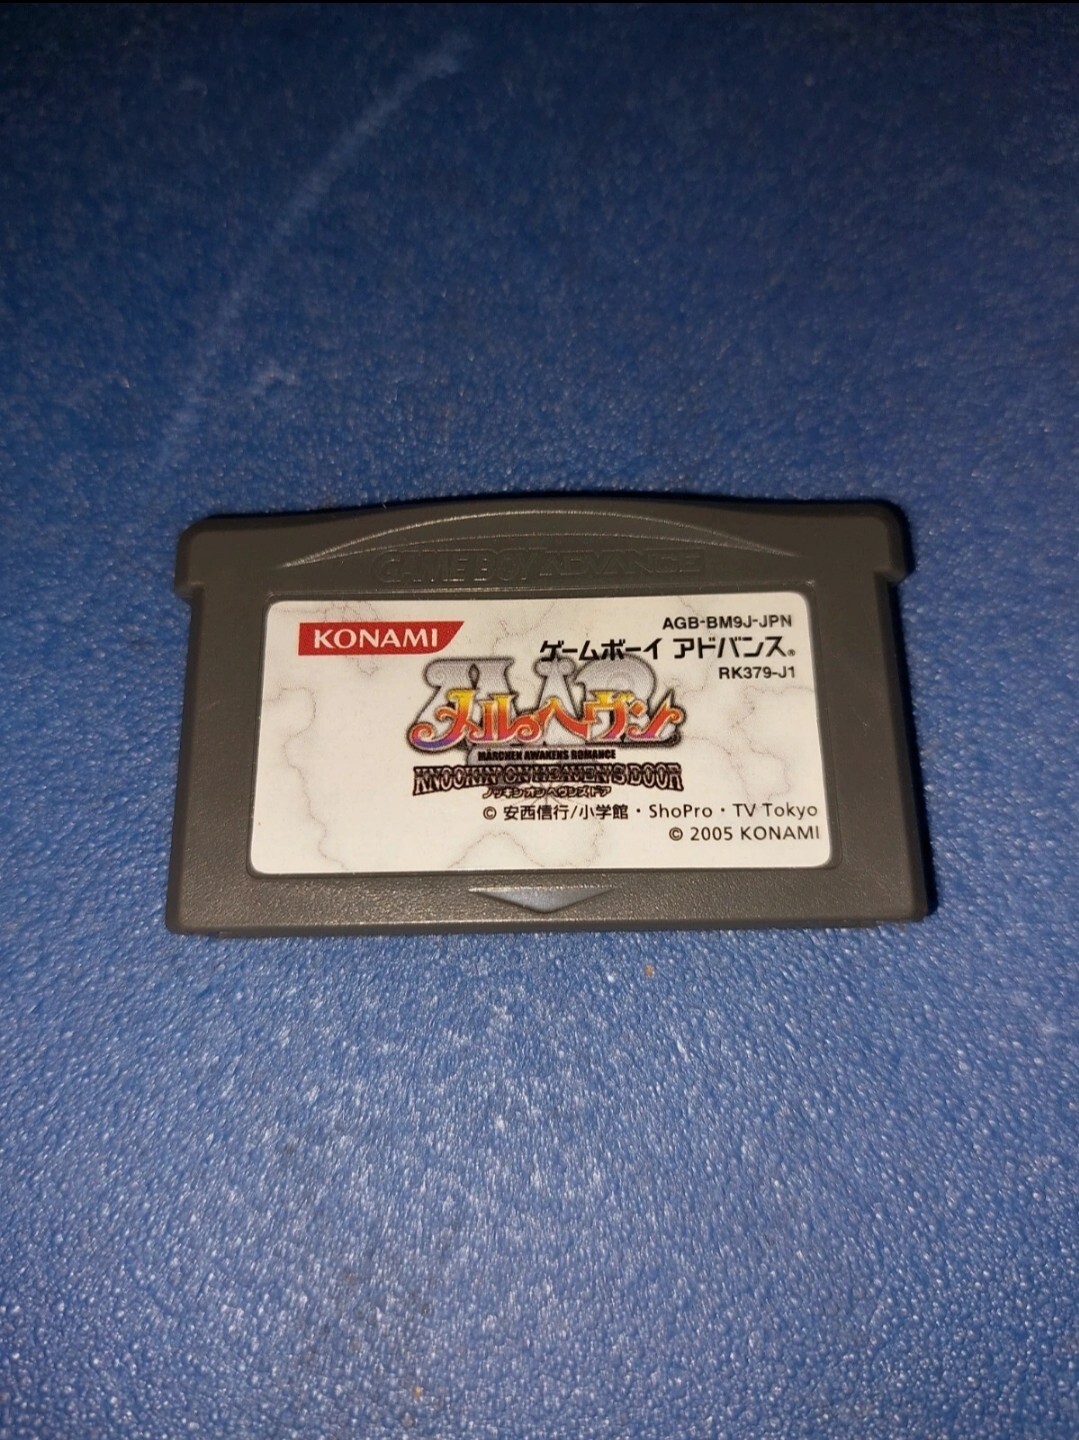 GAME BOY ADVANCE
KONAMI
AGB-BM9J-JPN
ゲームボーイ アドバンス®
RK379-J1
MÄR
メルヘヴン
MÄRCHEN AWAKENS ROMANCE
KNOCKIN' ON HEAVEN'S DOOR
ノッキン オン ヘヴンズ ドア
© 安西信行/小学館・ShoPro・TV Tokyo
© 2005 KONAMI